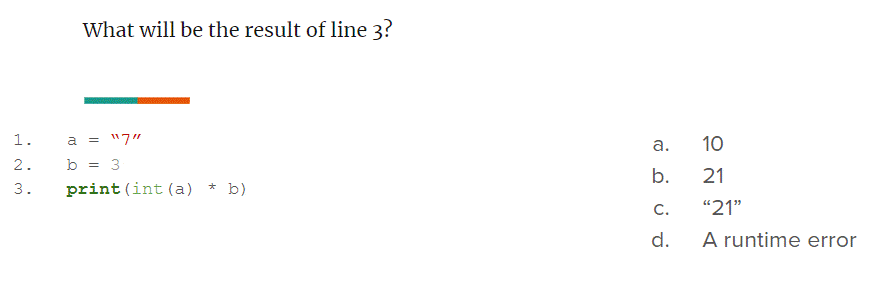 What will be the result of line 3?
1. a = “7”
2. b = 3
3. print(int(a) * b)
a. 10
b. 21
c. “21”
d. A runtime error